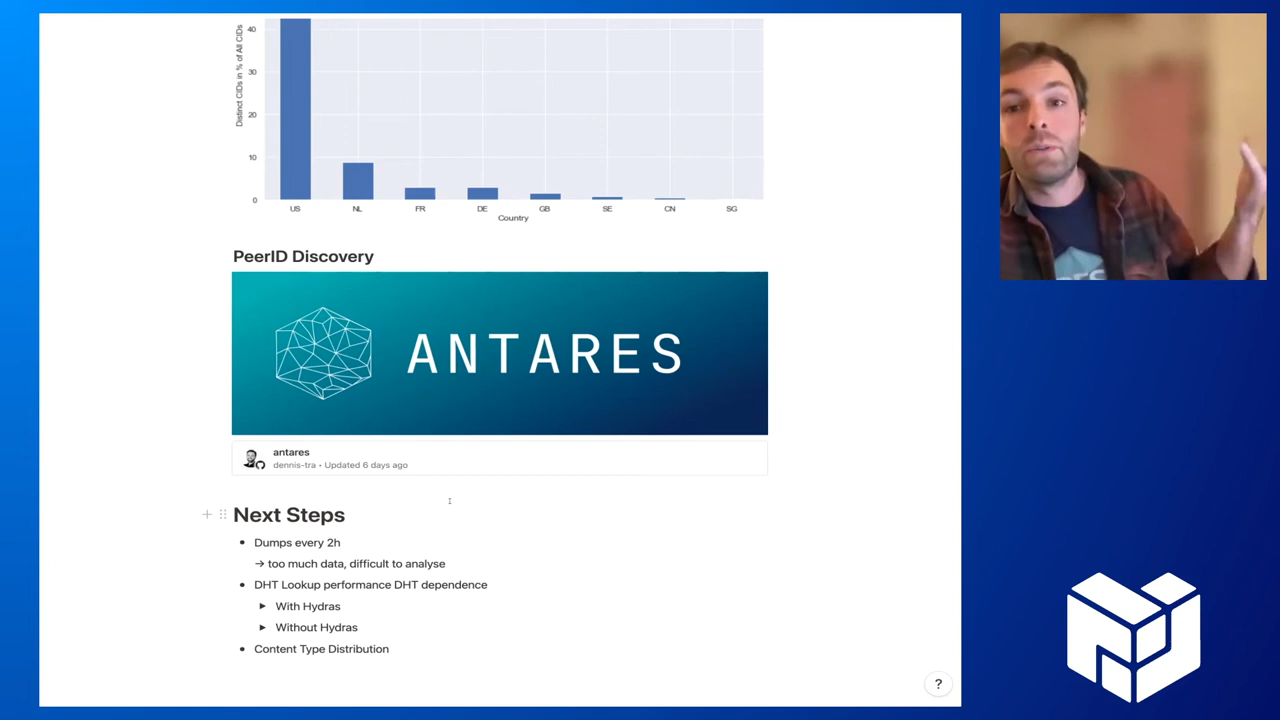 40
30
20
10
0
Distinct CIDs in % of All CIDs
US NL FR DE GB SE CN SG
Country
PeerID Discovery
ANTARES
antares
dennis-tra • Updated 6 days ago
Next Steps
• Dumps every 2h
→ too much data, difficult to analyse
• DHT Lookup performance DHT dependence
▶ With Hydras
▶ Without Hydras
• Content Type Distribution
?